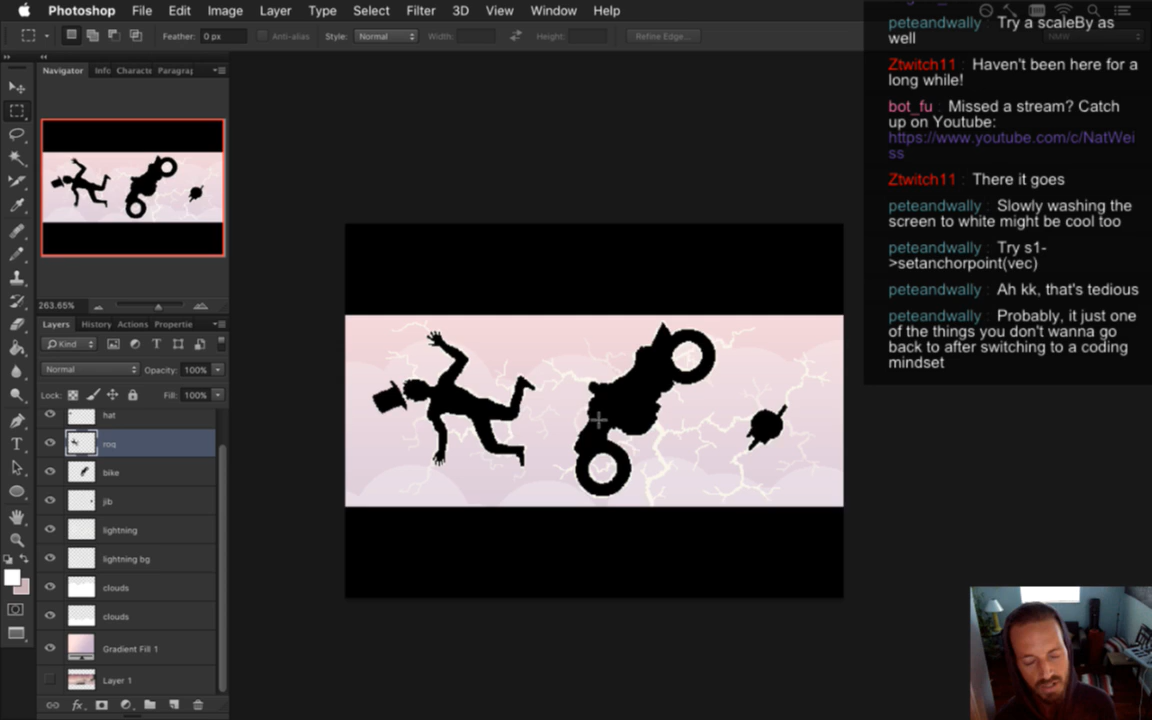 Photoshop File Edit Image Layer Type Select Filter 3D View Window Help
Feather: 0 px Anti-alias Style: Normal Width: Height: Refine Edge...
Navigator Info Characte Paragraph
263.65%
Layers History Actions Propertie
Kind
Normal Opacity: 100%
Lock: Fill: 100%
hat
roq
bike
jib
lightning
lightning bg
clouds
clouds
Gradient Fill 1
Layer 1
fx
peteandwally : Try a scaleBy as
well
Ztwitch11 : Haven't been here for a
long while!
bot_fu : Missed a stream? Catch
up on Youtube:
https://www.youtube.com/c/NatWei
ss
Ztwitch11 : There it goes
peteandwally : Slowly washing the
screen to white might be cool too
peteandwally : Try s1-
>setanchorpoint(vec)
peteandwally : Ah kk, that's tedious
peteandwally : Probably, it just one
of the things you don't wanna go
back to after switching to a coding
mindset